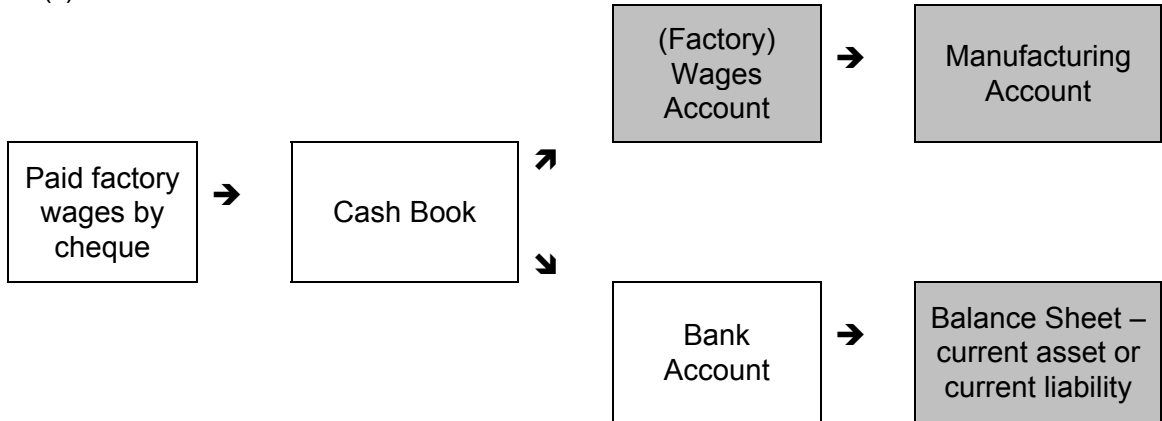 (Factory)
Wages
Account
➔
Manufacturing
Account
Paid factory
wages by
cheque
➔
Cash Book
➔
Bank
Account
Balance Sheet –
current asset or
current liability